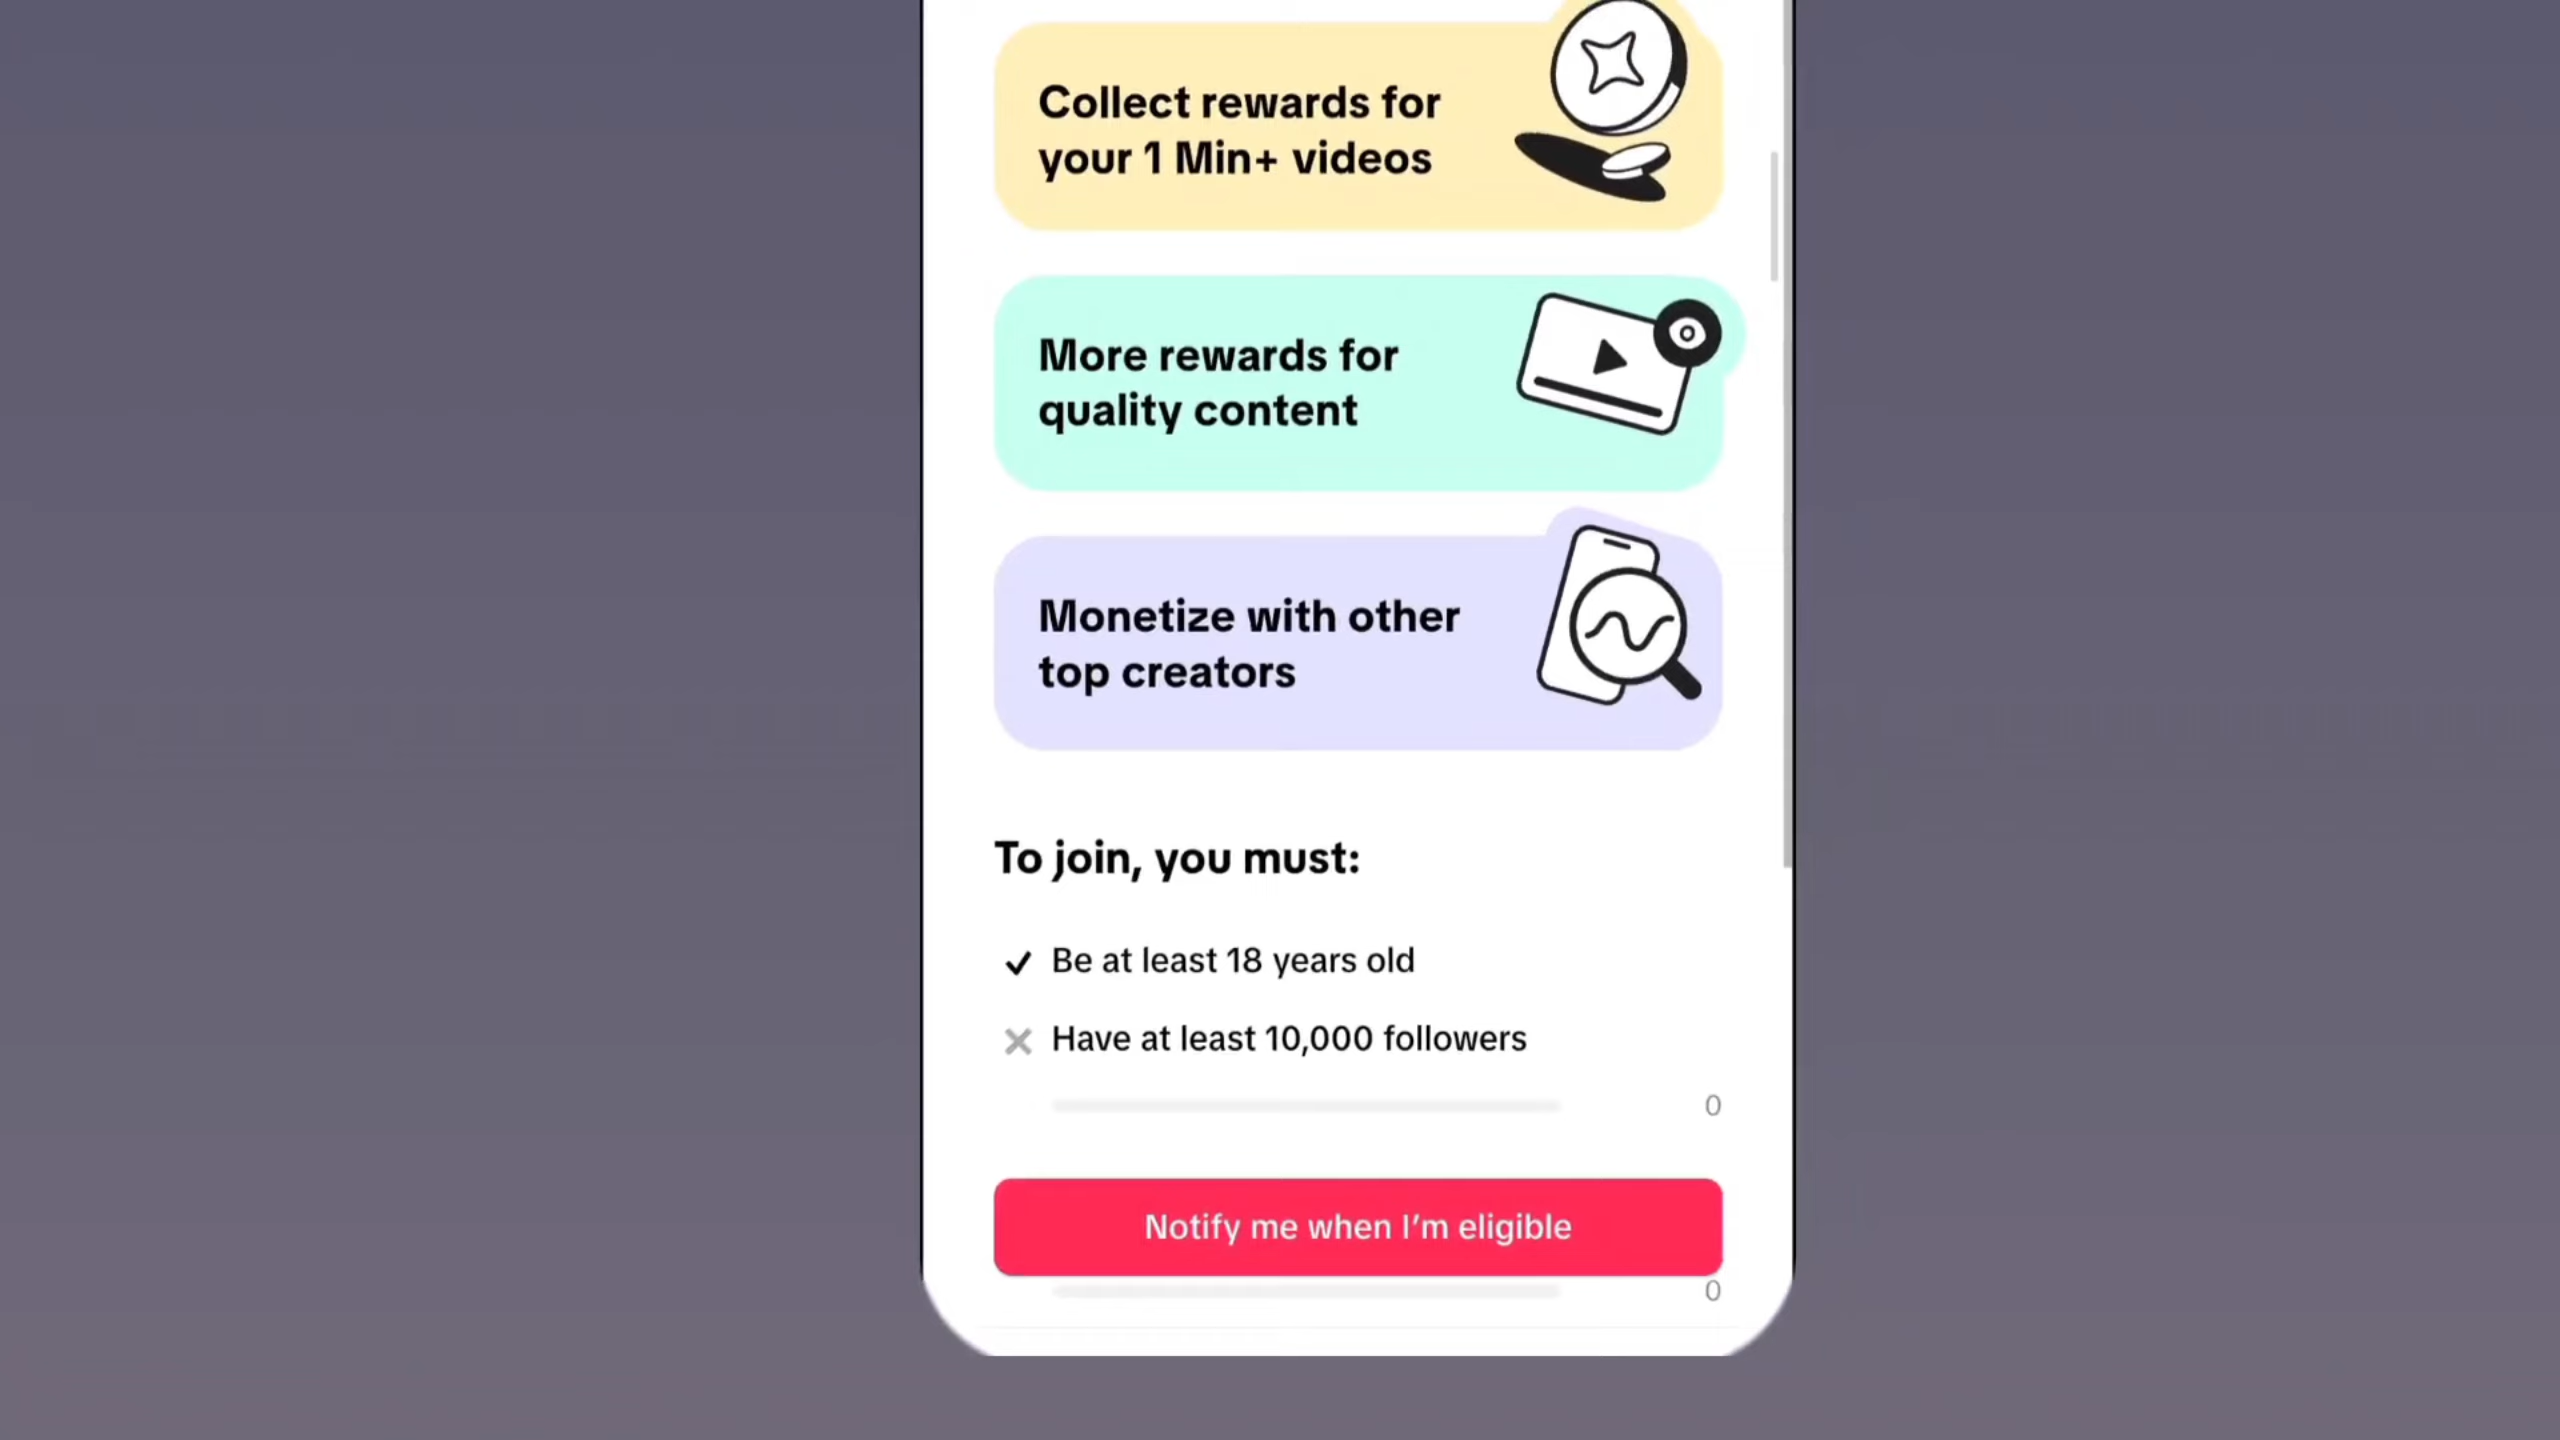 Collect rewards for
your 1 Min+ videos
More rewards for
quality content
Monetize with other
top creators
To join, you must:
Be at least 18 years old
Have at least 10,000 followers
0
Notify me when I’m eligible
0